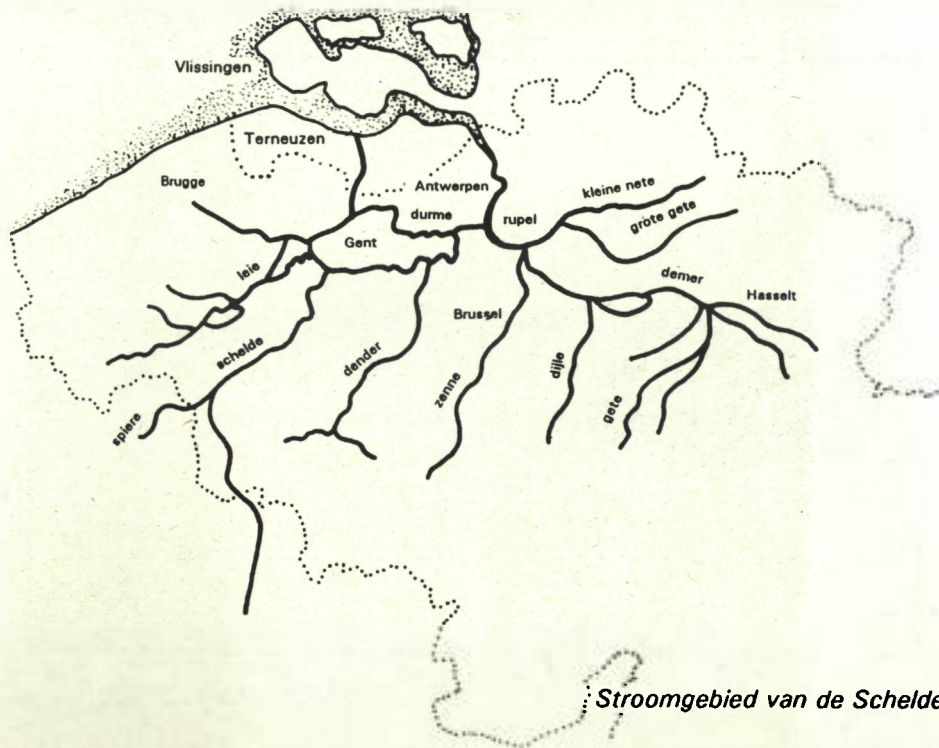 Vlissingen
Terneuzen
Brugge
Antwerpen
kleine nete
durme
rupel
grote gete
Gent
leie
demer
Hasselt
Brussel
schelde
dender
zenne
dijle
gete
spiere
Stroomgebied van de Schelde